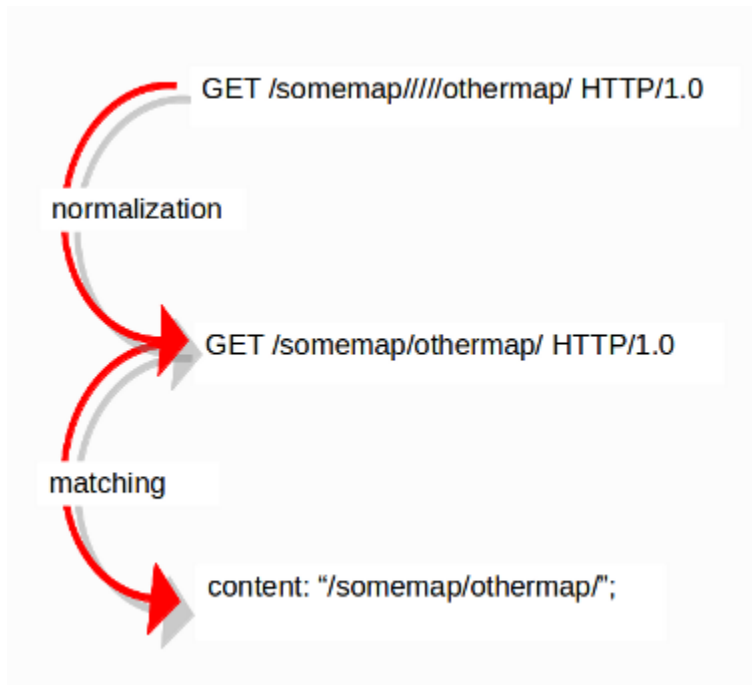 GET /somemap/////othermap/ HTTP/1.0
normalization
GET /somemap/othermap/ HTTP/1.0
matching
content: “/somemap/othermap/”;